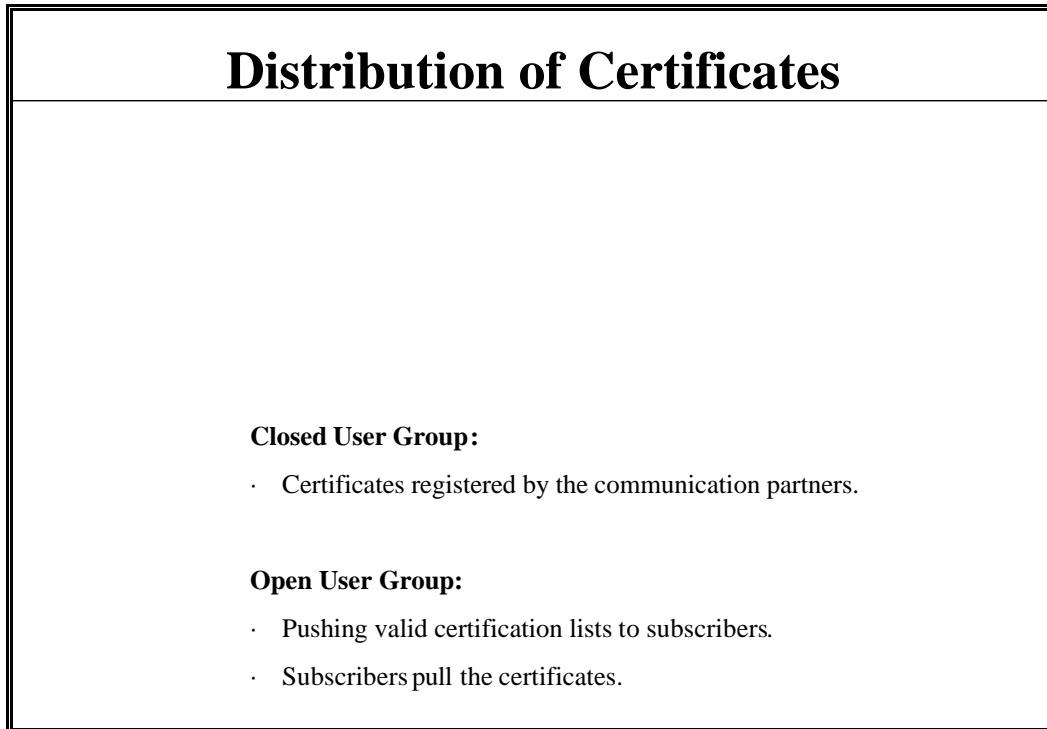 Distribution of Certificates
Closed User Group:
· Certificates registered by the communication partners.
Open User Group:
· Pushing valid certification lists to subscribers.
· Subscribers pull the certificates.